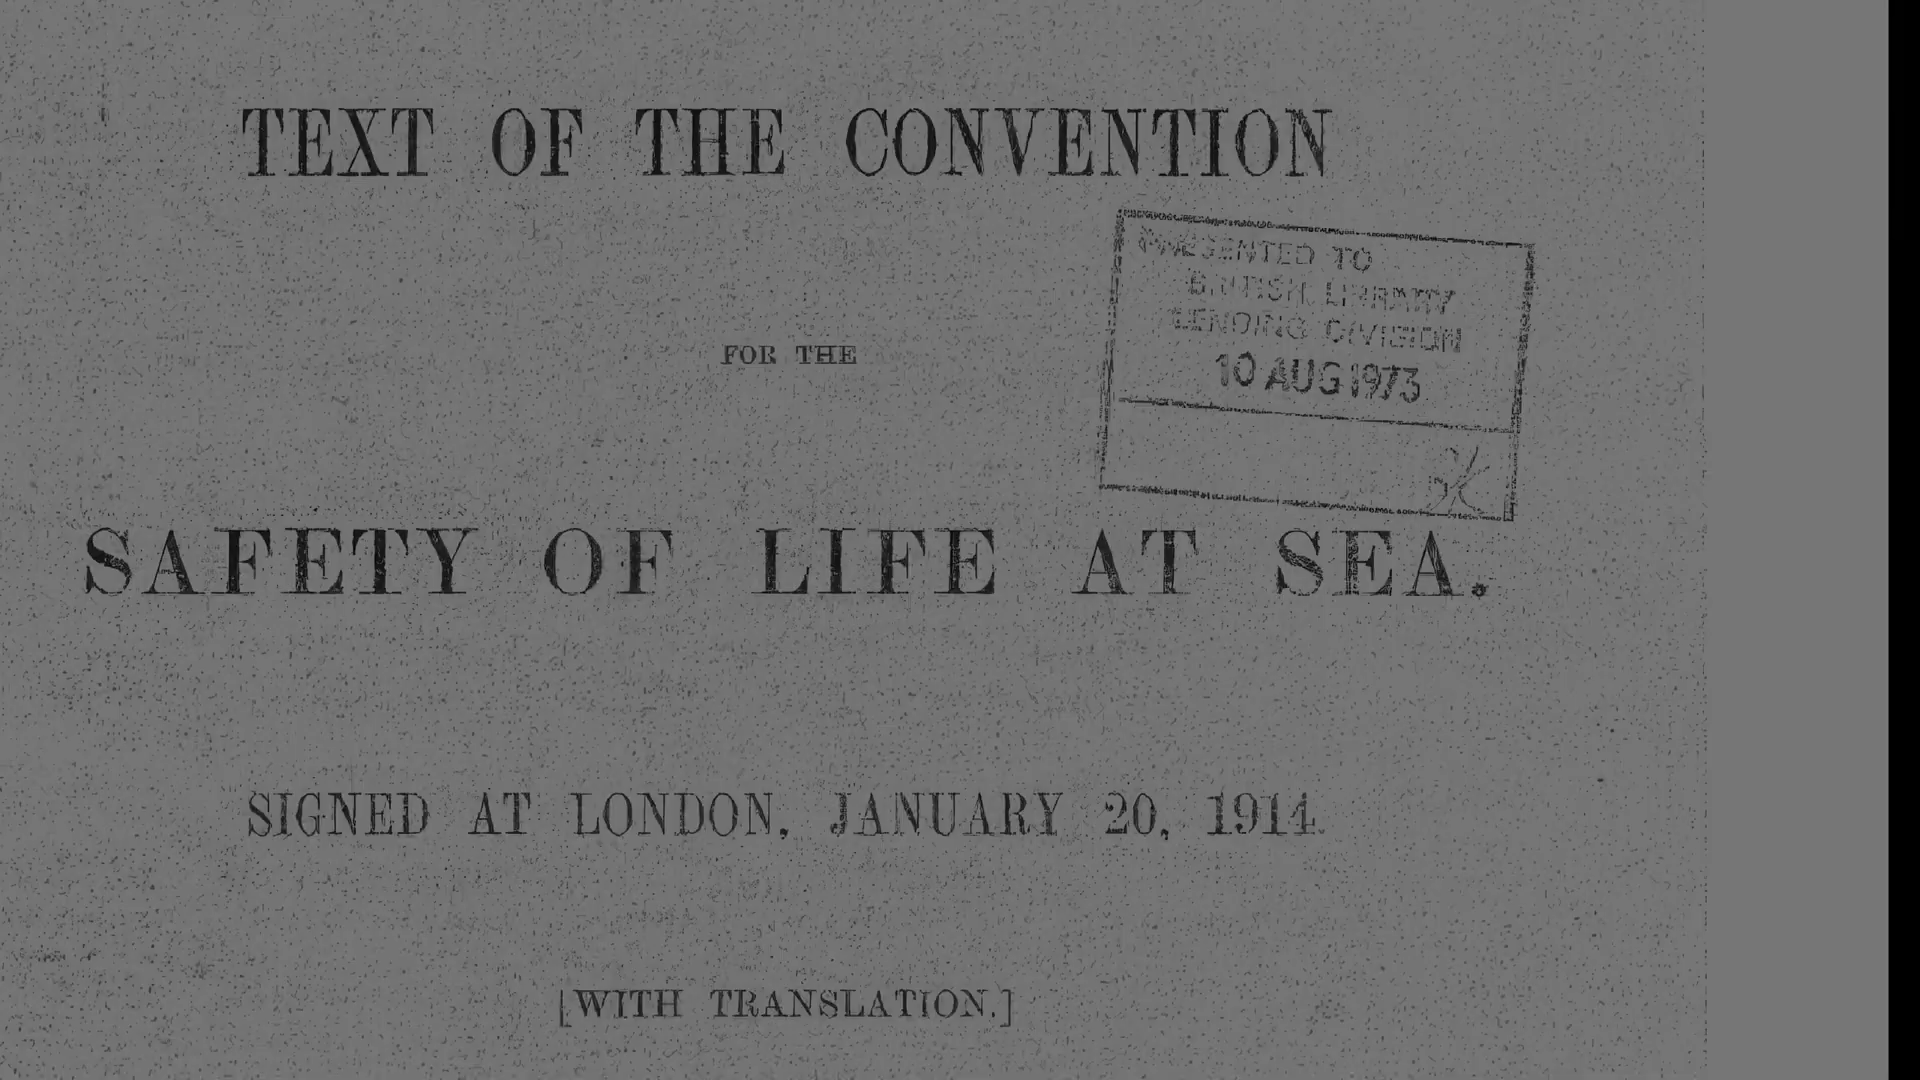 TEXT OF THE CONVENTION
FOR THE
PRESENTED TO
BRITISH LIBRARY
LENDING DIVISION
10 AUG 1973
SAFETY OF LIFE AT SEA.
SIGNED AT LONDON, JANUARY 20, 1914.
[WITH TRANSLATION.]